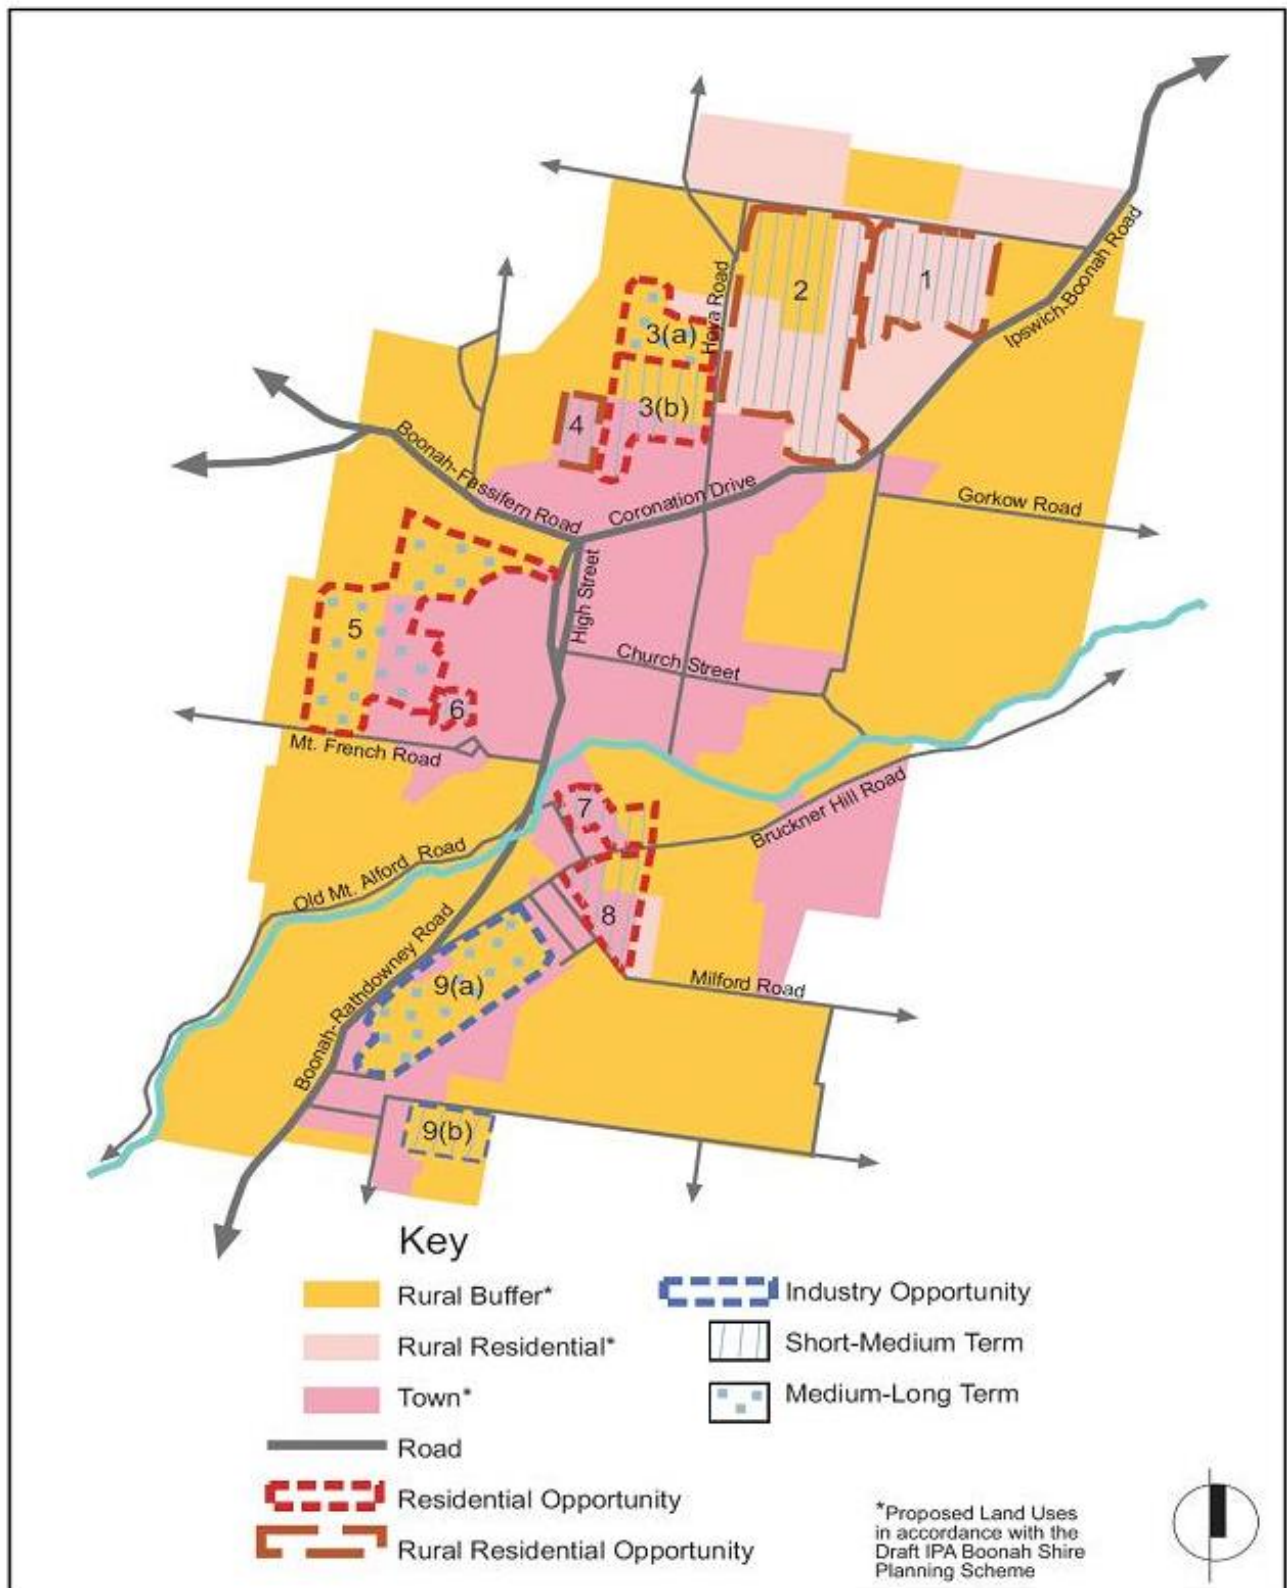 1
2
Hoya Road
Ipswich-Boonah Road
3(a)
3(b)
4
Boonah-Fassifern Road
Coronation Drive
Gorkow Road
High Street
5
Church Street
6
Mt. French Road
7
Bruckner Hill Road
Old Mt. Alford Road
8
Boonah-Rathdowney Road
9(a)
Milford Road
9(b)
Key
Rural Buffer*
Rural Residential*
Town*
Road
Residential Opportunity
Rural Residential Opportunity
Industry Opportunity
Short-Medium Term
Medium-Long Term
*Proposed Land Uses
in accordance with the
Draft IPA Boonah Shire
Planning Scheme